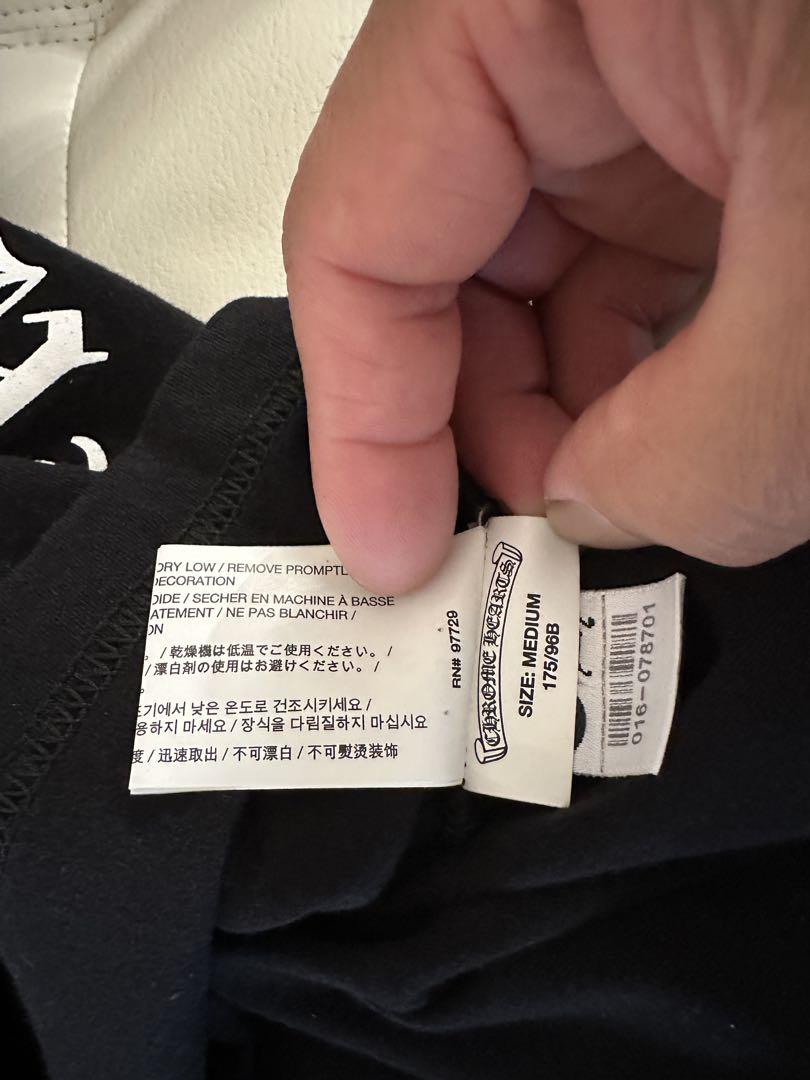 DRY LOW / REMOVE PROMPTL
DECORATION
OIDE / SECHER EN MACHINE À BASSE
ATEMENT / NE PAS BLANCHIR /
ON
。 / 乾燥機は低温でご使用ください。 /
/ 漂白剤の使用はお避けください。 /
。
기에서 낮은 온도로 건조시키세요 /
용하지 마세요 / 장식을 다림질하지 마십시요
度 / 迅速取出 / 不可漂白 / 不可熨烫装饰
RN# 97729
CHROME HEARTS
SIZE: MEDIUM
175/96B
016-078701